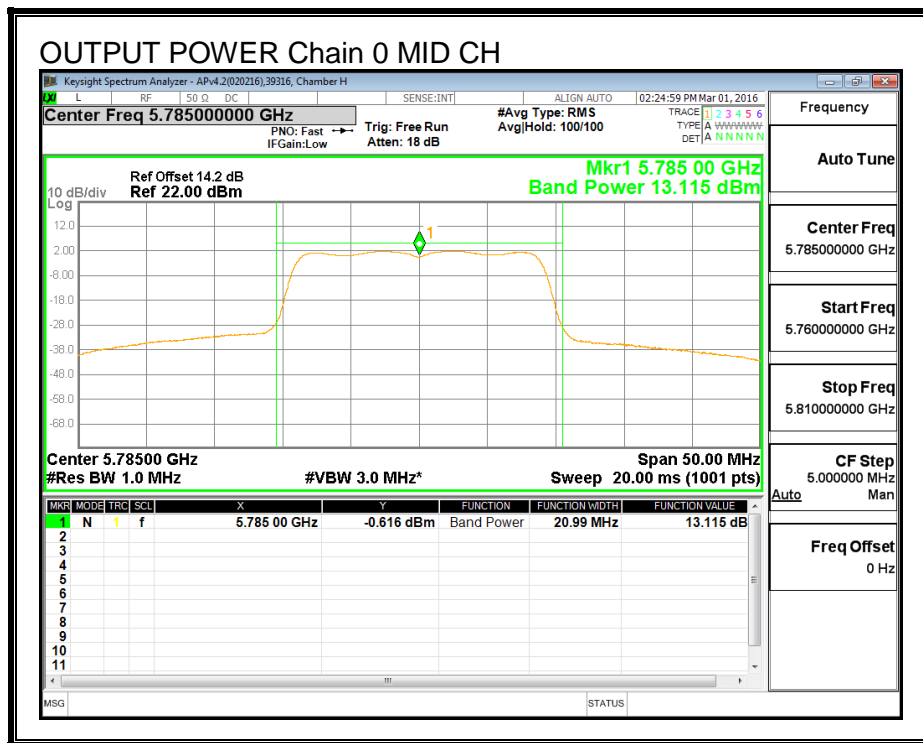 OUTPUT POWER Chain 0 MID CH
Keysight Spectrum Analyzer - APv4.2(020216),39316, Chamber H
LXI L RF 50 Ω DC SENSE:INT ALIGN AUTO 02:24:59 PM Mar 01, 2016
Center Freq 5.785000000 GHz
PNO: Fast
IFGain:Low
Trig: Free Run
Atten: 18 dB
#Avg Type: RMS
Avg|Hold: 100/100
TRACE 1 2 3 4 5 6
TYPE A WWWWW
DET A N N N N N
Ref Offset 14.2 dB
Ref 22.00 dBm
10 dB/div
Log
Mkr1 5.785 00 GHz
Band Power 13.115 dBm
12.0
2.00
-8.00
-18.0
-28.0
-38.0
-48.0
-58.0
-68.0
1
Center 5.78500 GHz Span 50.00 MHz
#Res BW 1.0 MHz #VBW 3.0 MHz* Sweep 20.00 ms (1001 pts)
MKR MODE TRC SCL X Y FUNCTION FUNCTION WIDTH FUNCTION VALUE
1 N 1 f 5.785 00 GHz -0.616 dBm Band Power 20.99 MHz 13.115 dB
2
3
4
5
6
7
8
9
10
11
MSG STATUS
Frequency
Auto Tune
Center Freq
5.785000000 GHz
Start Freq
5.760000000 GHz
Stop Freq
5.810000000 GHz
CF Step
5.000000 MHz
Auto Man
Freq Offset
0 Hz